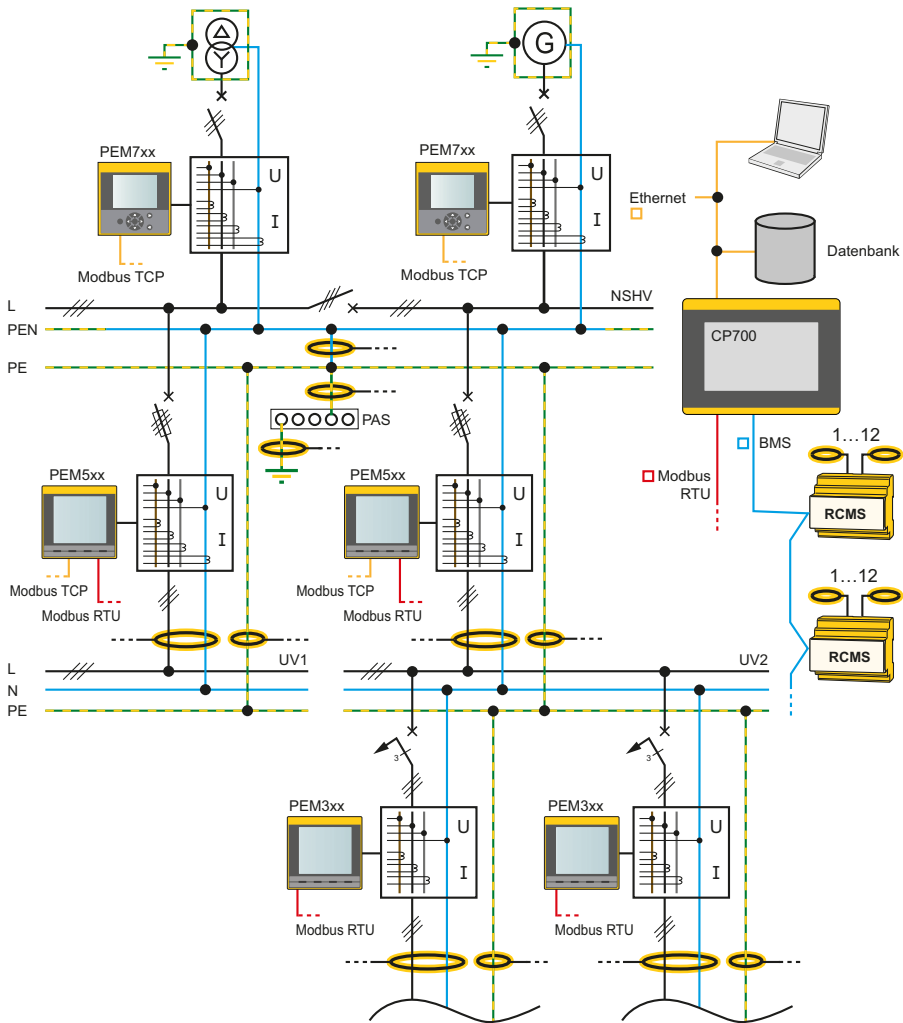 G
PEM7xx
U
I
Modbus TCP
PEM7xx
U
I
Modbus TCP
Ethernet
Datenbank
L
NSHV
PEN
PE
CP700
PAS
BMS
Modbus
RTU
1...12
RCMS
1...12
RCMS
PEM5xx
U
I
Modbus TCP
Modbus RTU
PEM5xx
U
I
Modbus TCP
Modbus RTU
L
UV1
UV2
N
PE
3
3
PEM3xx
U
I
Modbus RTU
PEM3xx
U
I
Modbus RTU